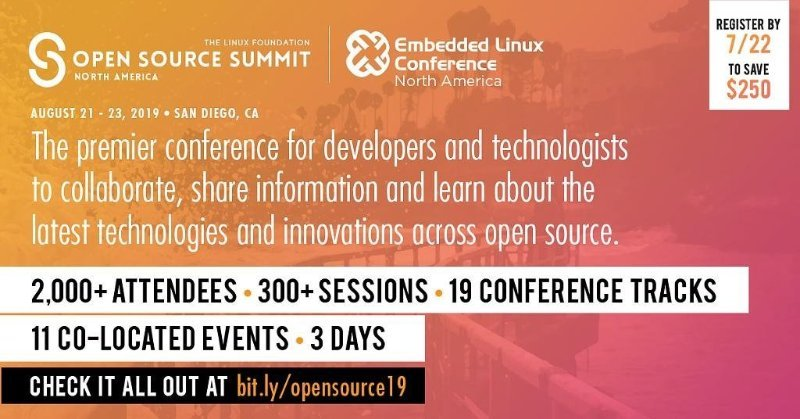 THE LINUX FOUNDATION
OPEN SOURCE SUMMIT
NORTH AMERICA
Embedded Linux
Conference
North America
REGISTER BY
7/22
TO SAVE
$250
AUGUST 21 - 23, 2019 • SAN DIEGO, CA
The premier conference for developers and technologists
to collaborate, share information and learn about the
latest technologies and innovations across open source.
2,000+ ATTENDEES • 300+ SESSIONS • 19 CONFERENCE TRACKS
11 CO-LOCATED EVENTS • 3 DAYS
CHECK IT ALL OUT AT bit.ly/opensource19